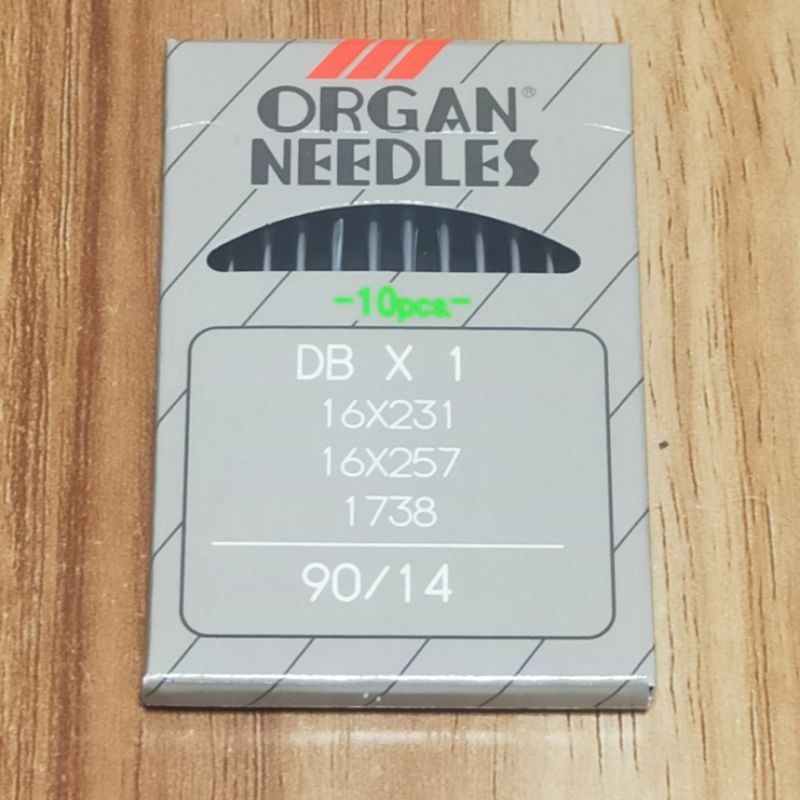 ORGAN®
NEEDLES
-10pcs-
DB X 1
16X231
16X257
1738
90/14